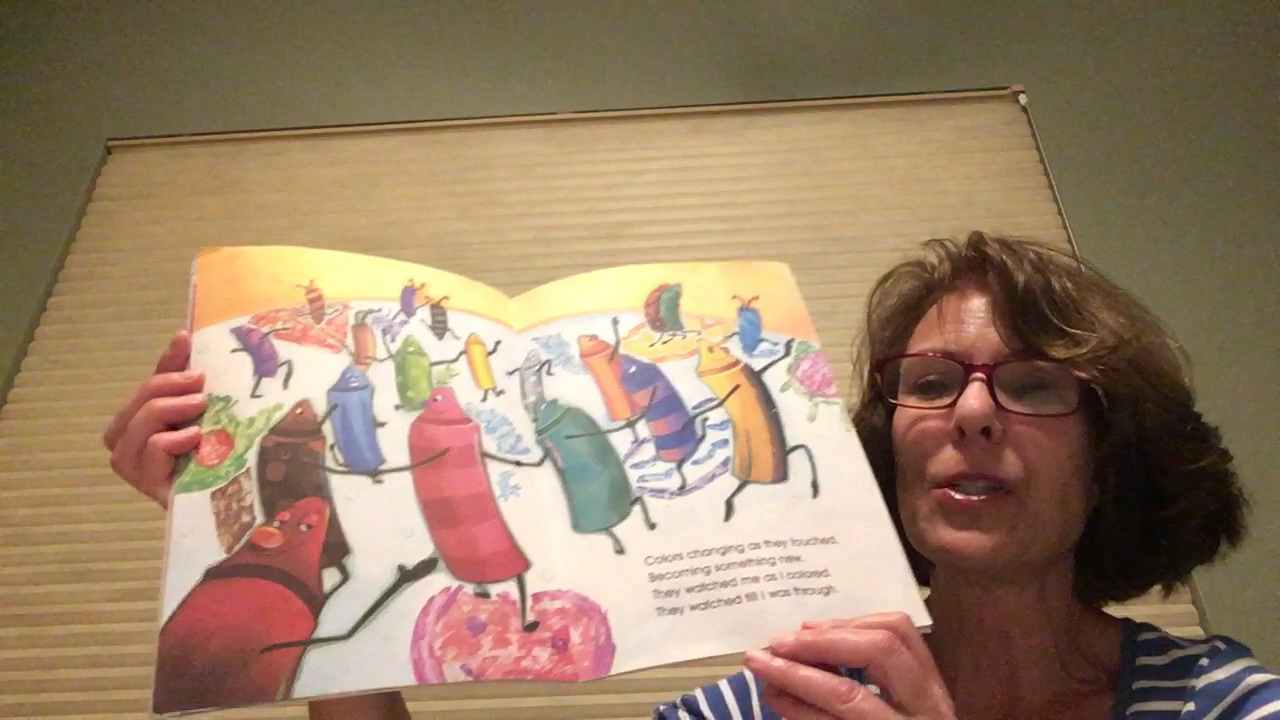 Colors changing as they touched.
Becoming something new.
They watched me as I colored.
They watched till I was through.